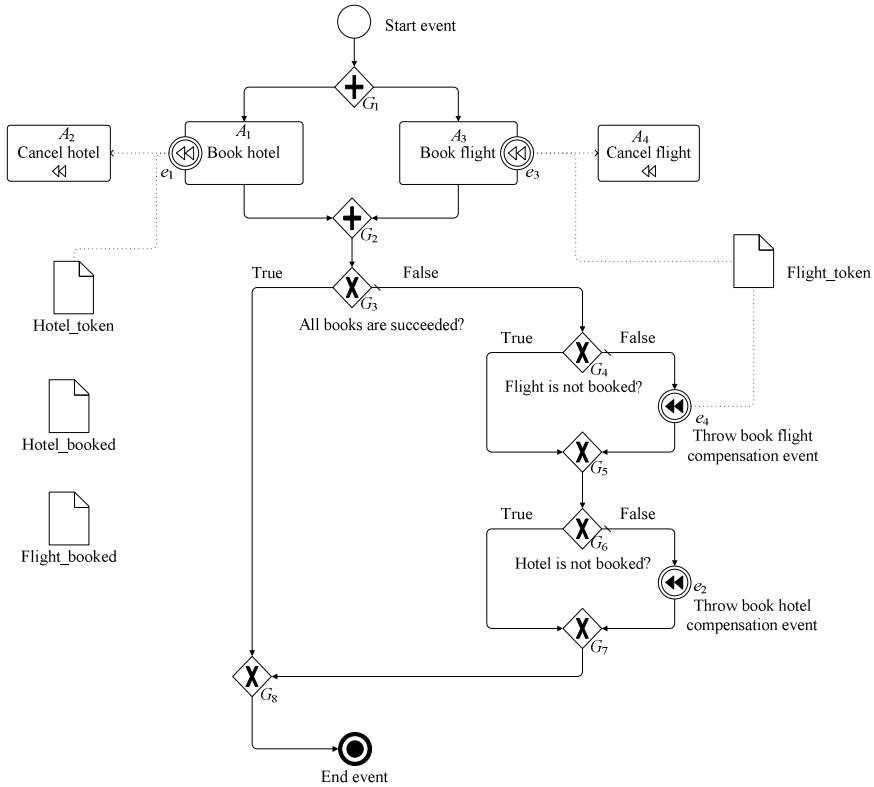 Start event
G1
A2
Cancel hotel
e1
A1
Book hotel
A3
Book flight
e3
A4
Cancel flight
G2
Hotel_token
Flight_token
True
False
G3
All books are succeeded?
True
False
G4
Flight is not booked?
e4
Throw book flight
compensation event
Hotel_booked
G5
True
False
G6
Hotel is not booked?
Flight_booked
e2
Throw book hotel
compensation event
G7
G8
End event